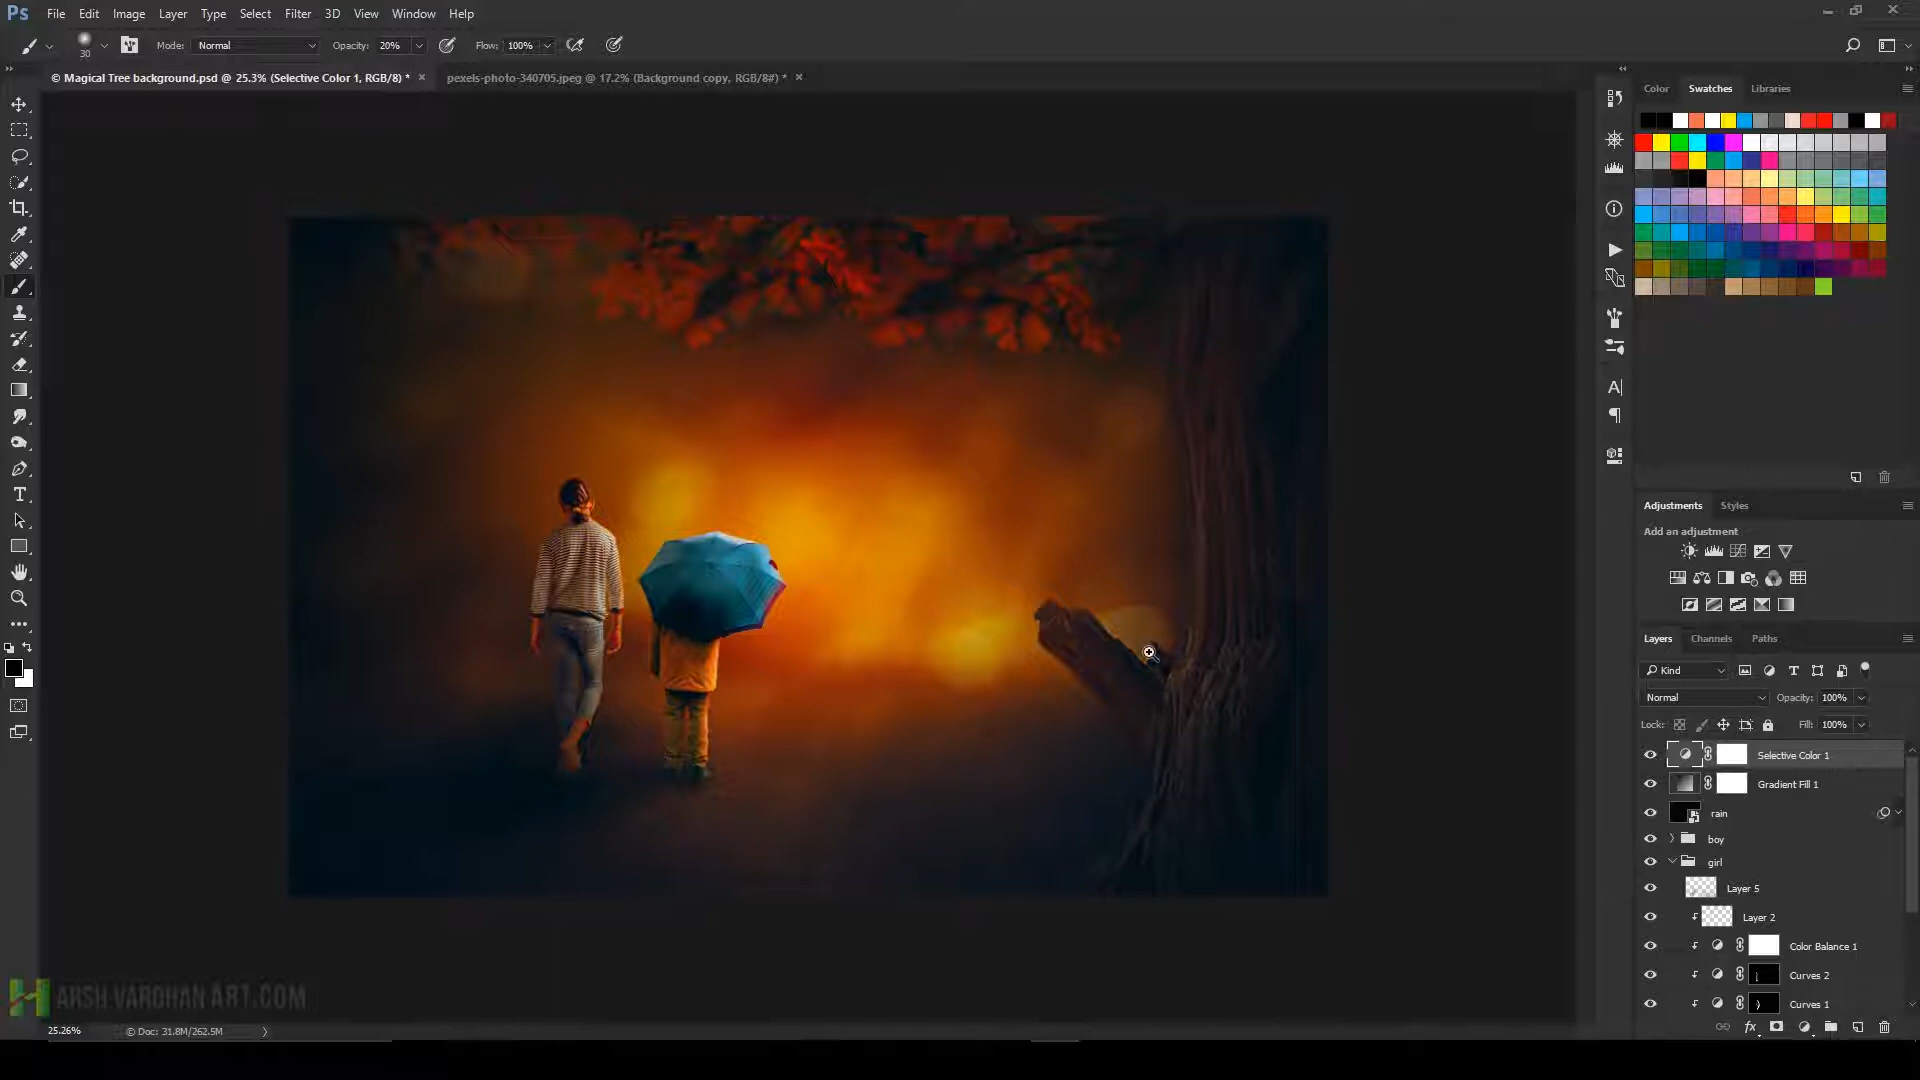 Ps File Edit Image Layer Type Select Filter 3D View Window Help
30 Mode: Normal Opacity: 20% Flow: 100%
© Magical Tree background.psd @ 25.3% (Selective Color 1, RGB/8) * × pexels-photo-340705.jpeg @ 17.2% (Background copy, RGB/8#) * ×
Color Swatches Libraries
Adjustments Styles
Add an adjustment
Layers Channels Paths
Kind
Normal Opacity: 100%
Lock: Fill: 100%
Selective Color 1
Gradient Fill 1
rain
boy
girl
Layer 5
Layer 2
Color Balance 1
Curves 2
Curves 1
HARSH VARDHAN ART.COM
25.26% © Doc: 31.8M/262.5M